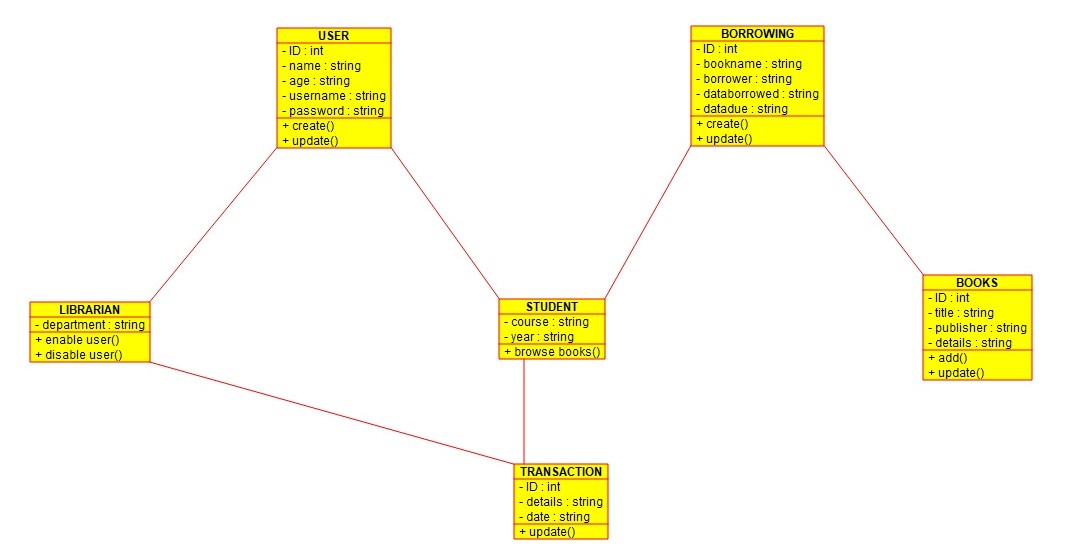 USER
- ID : int
- name : string
- age : string
- username : string
- password : string
+ create()
+ update()
BORROWING
- ID : int
- bookname : string
- borrower : string
- databorrowed : string
- datadue : string
+ create()
+ update()
LIBRARIAN
- department : string
+ enable user()
+ disable user()
STUDENT
- course : string
- year : string
+ browse books()
BOOKS
- ID : int
- title : string
- publisher : string
- details : string
+ add()
+ update()
TRANSACTION
- ID : int
- details : string
- date : string
+ update()